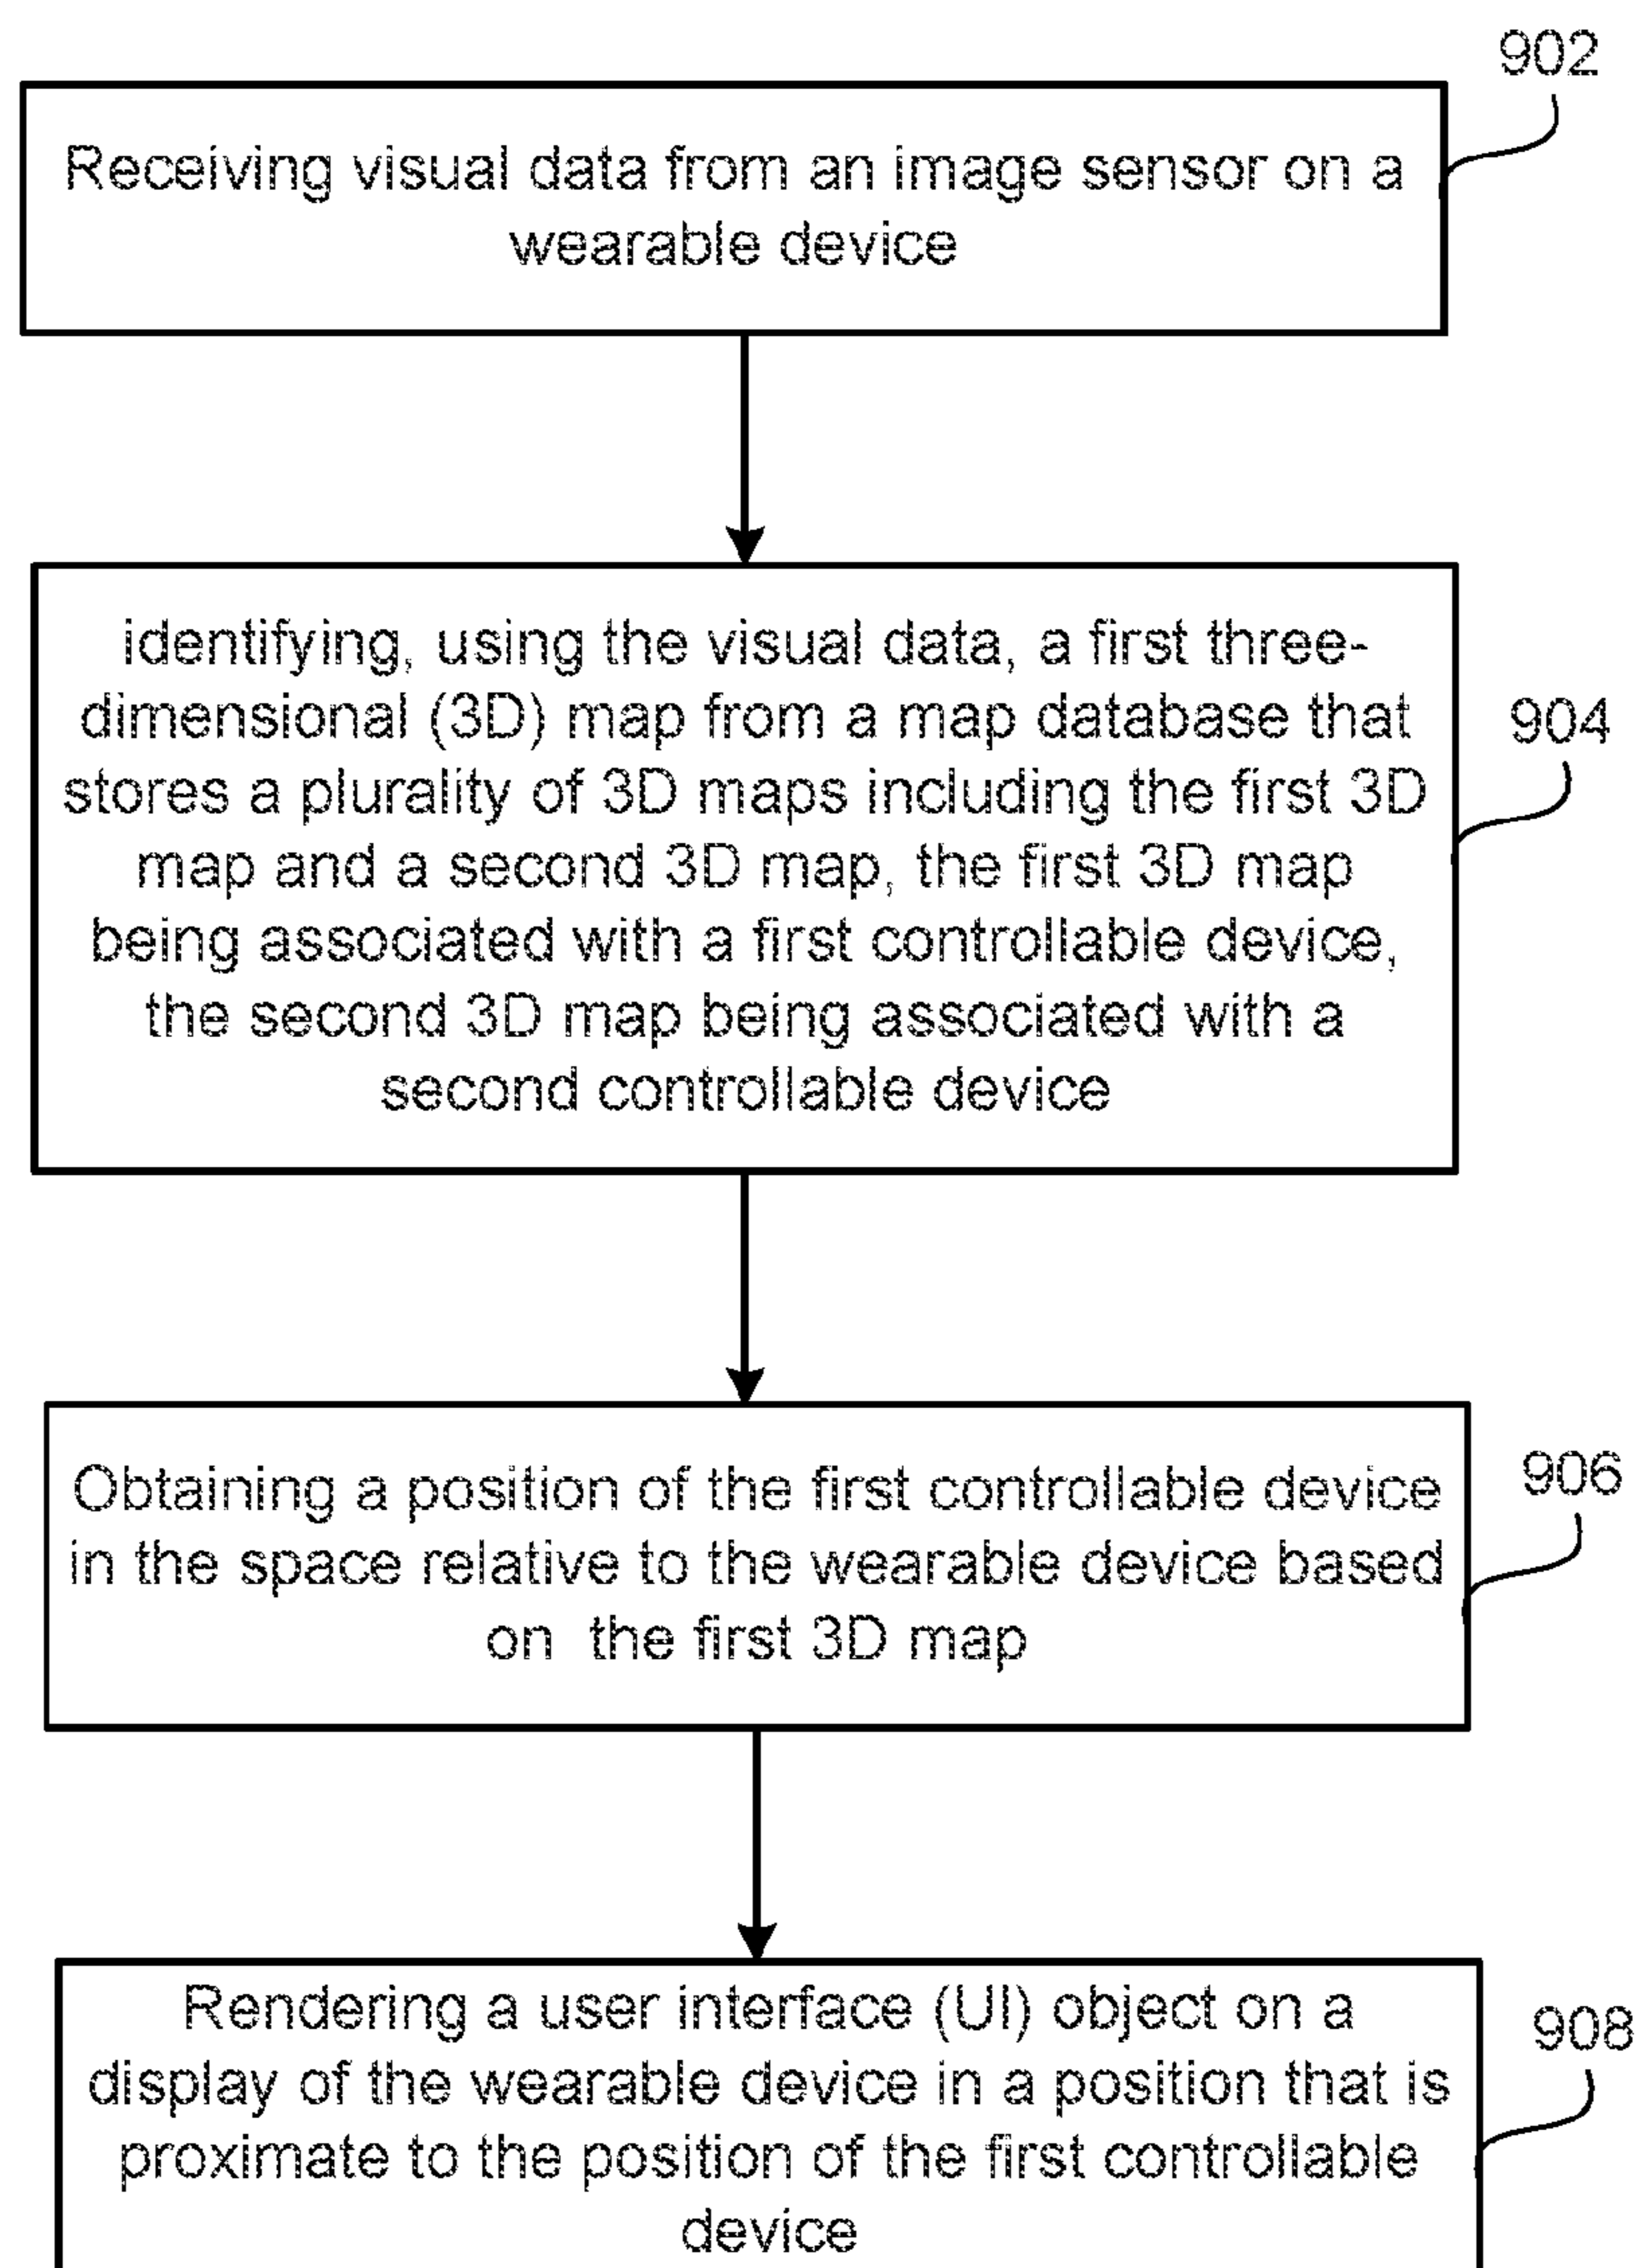 902
Receiving visual data from an image sensor on a
wearable device
identifying, using the visual data, a first three-
dimensional (3D) map from a map database that
stores a plurality of 3D maps including the first 3D
map and a second 3D map, the first 3D map
being associated with a first controllable device,
the second 3D map being associated with a
second controllable device
904
Obtaining a position of the first controllable device
in the space relative to the wearable device based
on the first 3D map
906
Rendering a user interface (UI) object on a
display of the wearable device in a position that is
proximate to the position of the first controllable
device
908